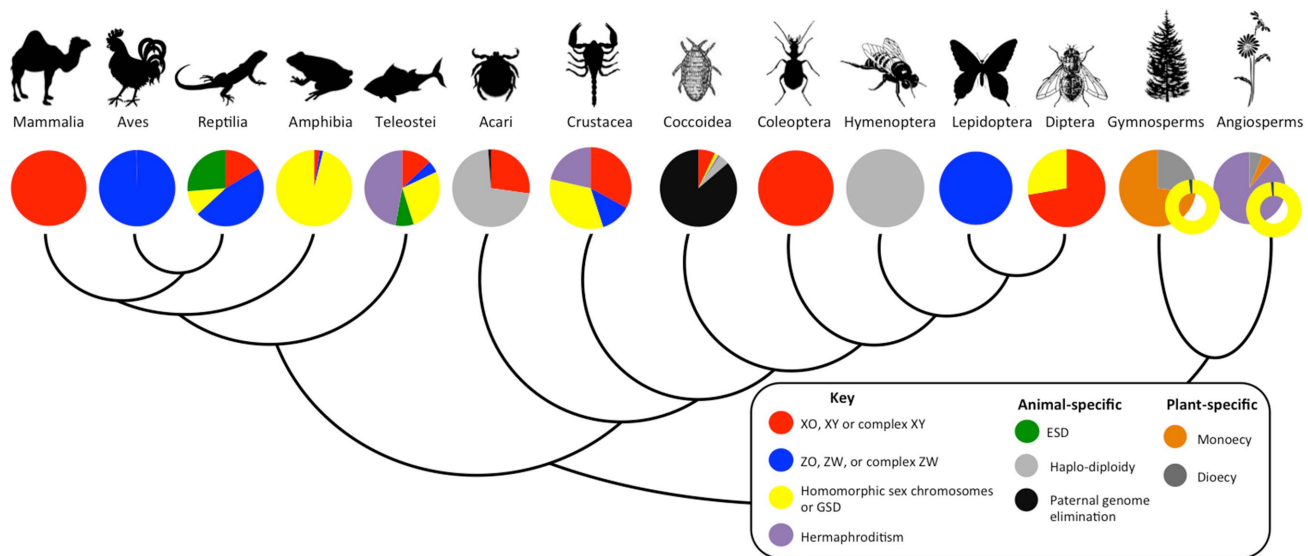 Mammalia
Aves
Reptilia
Amphibia
Teleostei
Acari
Crustacea
Coccoidea
Coleoptera
Hymenoptera
Lepidoptera
Diptera
Gymnosperms
Angiosperms
Key
XO, XY or complex XY
ZO, ZW, or complex ZW
Homomorphic sex chromosomes
or GSD
Hermaphroditism
Animal-specific
ESD
Haplo-diploidy
Paternal genome
elimination
Plant-specific
Monoecy
Dioecy